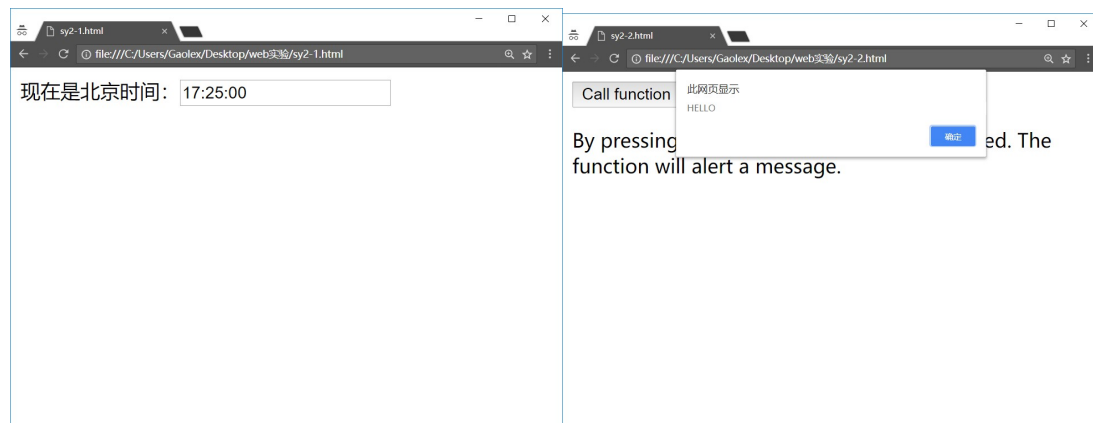 sy2-1.html
file:///C:/Users/Gaolex/Desktop/web实验/sy2-1.html
现在是北京时间： 17:25:00
sy2-2.html
file:///C:/Users/Gaolex/Desktop/web实验/sy2-2.html
Call function
此网页显示
HELLO
确定
By pressing ed. The
function will alert a message.